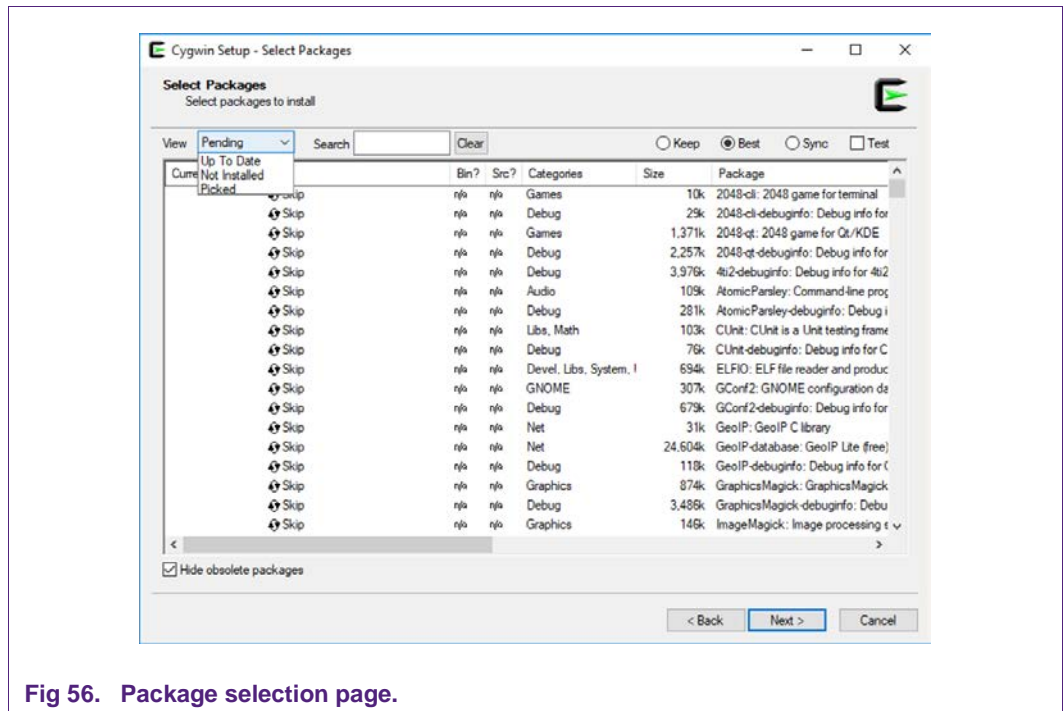 Cygwin Setup - Select Packages
Select Packages
Select packages to install
View Pending Search Clear Keep Best Sync Test
Up To Date
Not Installed
Picked
Curre Bin? Src? Categories Size Package
Skip n/a n/a Games 10k 2048-cli: 2048 game for terminal
Skip n/a n/a Debug 29k 2048-cli-debuginfo: Debug info for
Skip n/a n/a Games 1,371k 2048-qt: 2048 game for Qt/KDE
Skip n/a n/a Debug 2,257k 2048-qt-debuginfo: Debug info for
Skip n/a n/a Debug 3,976k 4ti2-debuginfo: Debug info for 4ti2
Skip n/a n/a Audio 109k AtomicParsley: Command-line prog
Skip n/a n/a Debug 281k AtomicParsley-debuginfo: Debug i
Skip n/a n/a Libs, Math 103k CUnit: CUnit is a Unit testing frame
Skip n/a n/a Debug 76k CUnit-debuginfo: Debug info for C
Skip n/a n/a Devel, Libs, System, 694k ELFIO: ELF file reader and produc
Skip n/a n/a GNOME 307k GConf2: GNOME configuration da
Skip n/a n/a Debug 679k GConf2-debuginfo: Debug info for
Skip n/a n/a Net 31k GeoIP: GeoIP C library
Skip n/a n/a Net 24,604k GeoIP-database: GeoIP Lite (free)
Skip n/a n/a Debug 118k GeoIP-debuginfo: Debug info for
Skip n/a n/a Graphics 874k GraphicsMagick: GraphicsMagick
Skip n/a n/a Debug 3,486k GraphicsMagick-debuginfo: Debu
Skip n/a n/a Graphics 146k ImageMagick: Image processing s
Hide obsolete packages
< Back Next > Cancel
Fig 56. Package selection page.